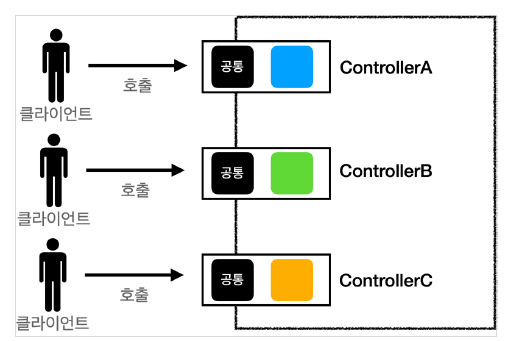 공통
ControllerA
호출
클라이언트
공통
ControllerB
호출
클라이언트
공통
ControllerC
호출
클라이언트